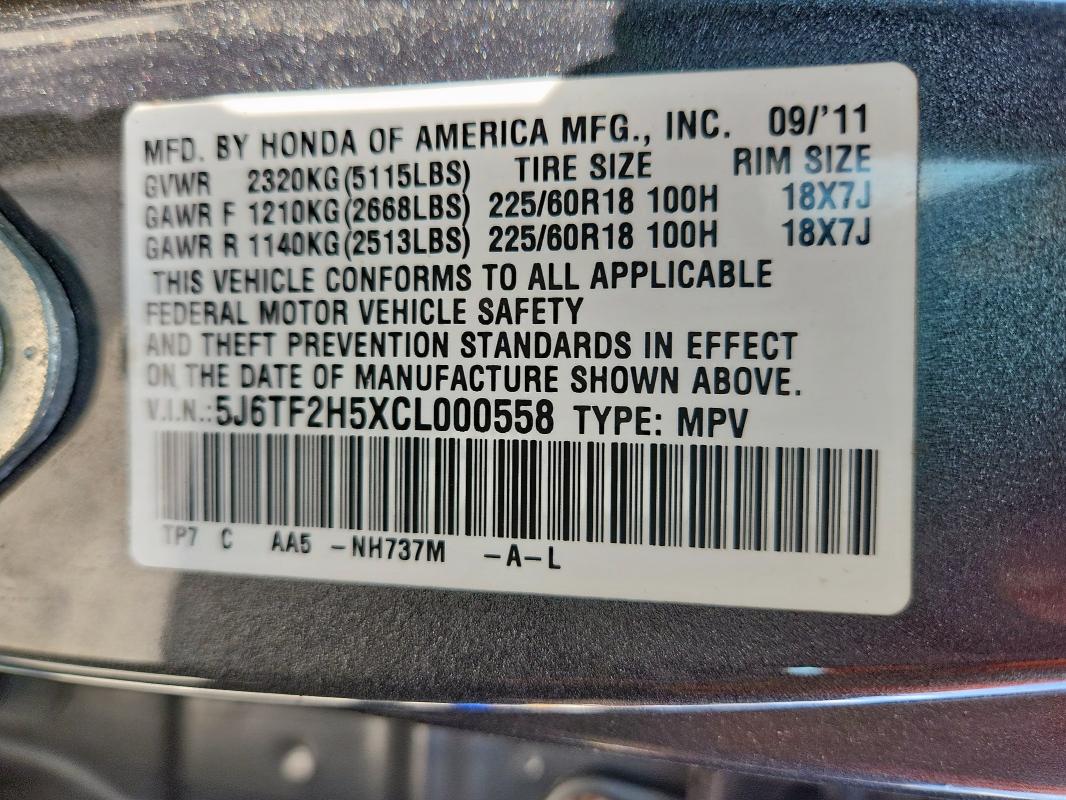 MFD. BY HONDA OF AMERICA MFG., INC. 09/'11
GVWR 2320KG(5115LBS) TIRE SIZE RIM SIZE
GAWR F 1210KG(2668LBS) 225/60R18 100H 18X7J
GAWR R 1140KG(2513LBS) 225/60R18 100H 18X7J
THIS VEHICLE CONFORMS TO ALL APPLICABLE
FEDERAL MOTOR VEHICLE SAFETY
AND THEFT PREVENTION STANDARDS IN EFFECT
ON THE DATE OF MANUFACTURE SHOWN ABOVE.
V.I.N.: 5J6TF2H5XCL000558 TYPE: MPV
TP7 C AA5 -NH737M -A-L